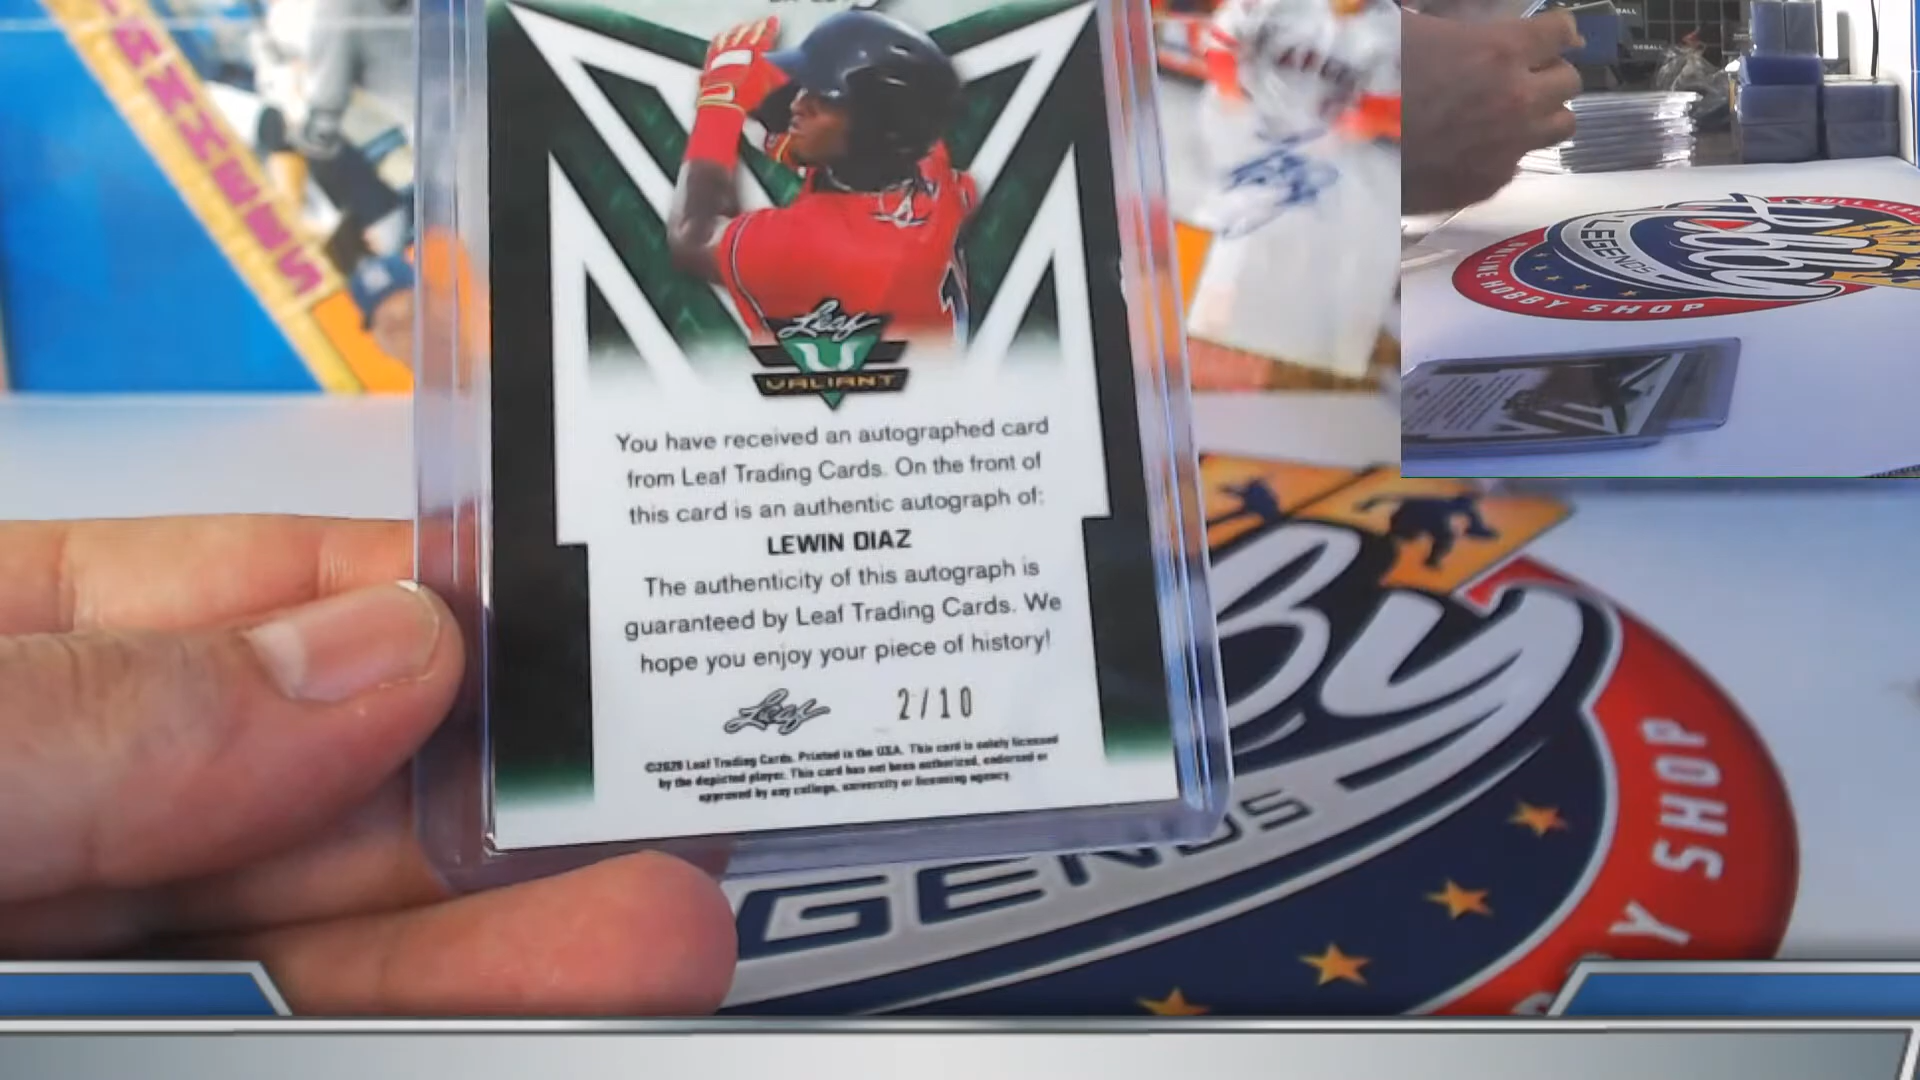 Leaf
VALIANT
You have received an autographed card
from Leaf Trading Cards. On the front of
this card is an authentic autograph of:
LEWIN DIAZ
The authenticity of this autograph is
guaranteed by Leaf Trading Cards. We
hope you enjoy your piece of history!
Leaf 2/10
©2020 Leaf Trading Cards. Printed in the USA. This card is solely licensed
by the depicted player. This card has not been authorized, endorsed or
approved by any college, university or licensing agency.
LEGENDS
ONLINE HOBBY SHOP
SHOP